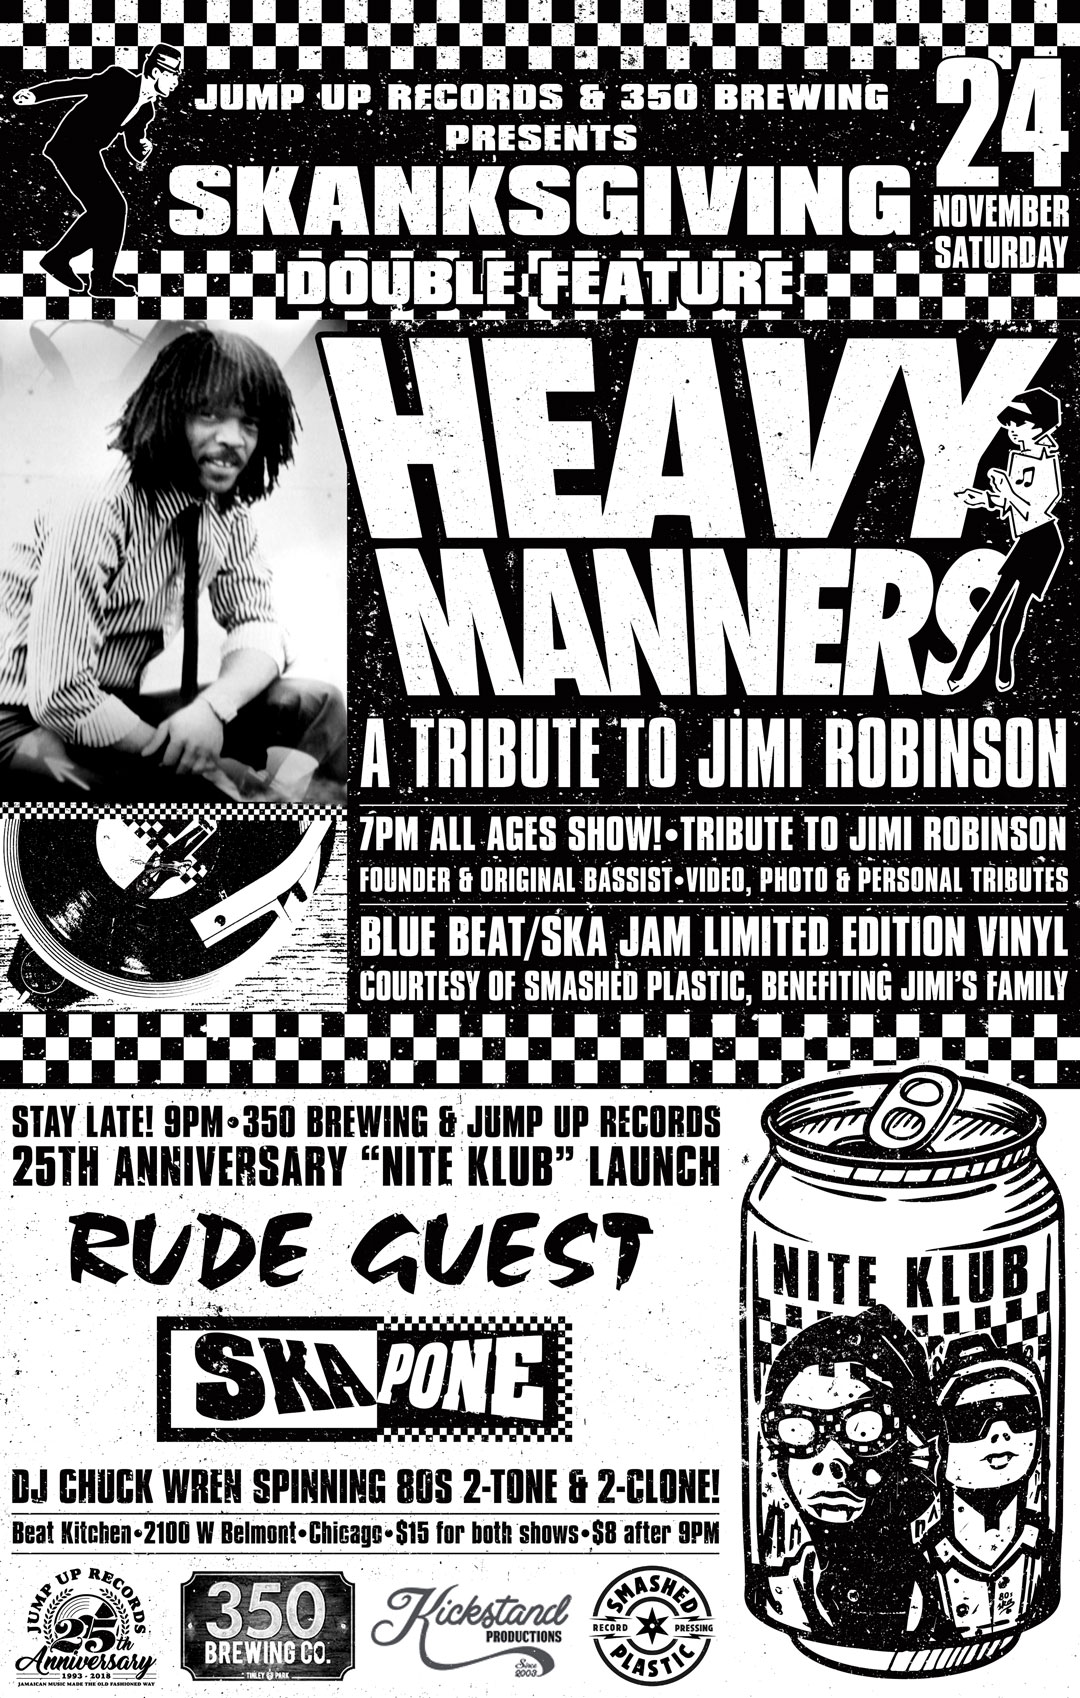 JUMP UP RECORDS & 350 BREWING
PRESENTS
SKANKSGIVING
DOUBLE FEATURE
24
NOVEMBER
SATURDAY
HEAVY
MANNERS
A TRIBUTE TO JIMI ROBINSON
7PM ALL AGES SHOW!•TRIBUTE TO JIMI ROBINSON
FOUNDER & ORIGINAL BASSIST•VIDEO, PHOTO & PERSONAL TRIBUTES
BLUE BEAT/SKA JAM LIMITED EDITION VINYL
COURTESY OF SMASHED PLASTIC, BENEFITING JIMI'S FAMILY
STAY LATE! 9PM•350 BREWING & JUMP UP RECORDS
25TH ANNIVERSARY “NITE KLUB” LAUNCH
RUDE GUEST
SKAPONE
DJ CHUCK WREN SPINNING 80S 2-TONE & 2-CLONE!
Beat Kitchen•2100 W Belmont•Chicago•$15 for both shows•$8 after 9PM
NITE KLUB
JUMP UP RECORDS
25th
Anniversary
1993 - 2018
JAMAICAN MUSIC MADE THE OLD FASHIONED WAY
350
BREWING CO.
TINLEY PARK
Kickstand
PRODUCTIONS
Since
2003
SMASHED
RECORD PRESSING
PLASTIC